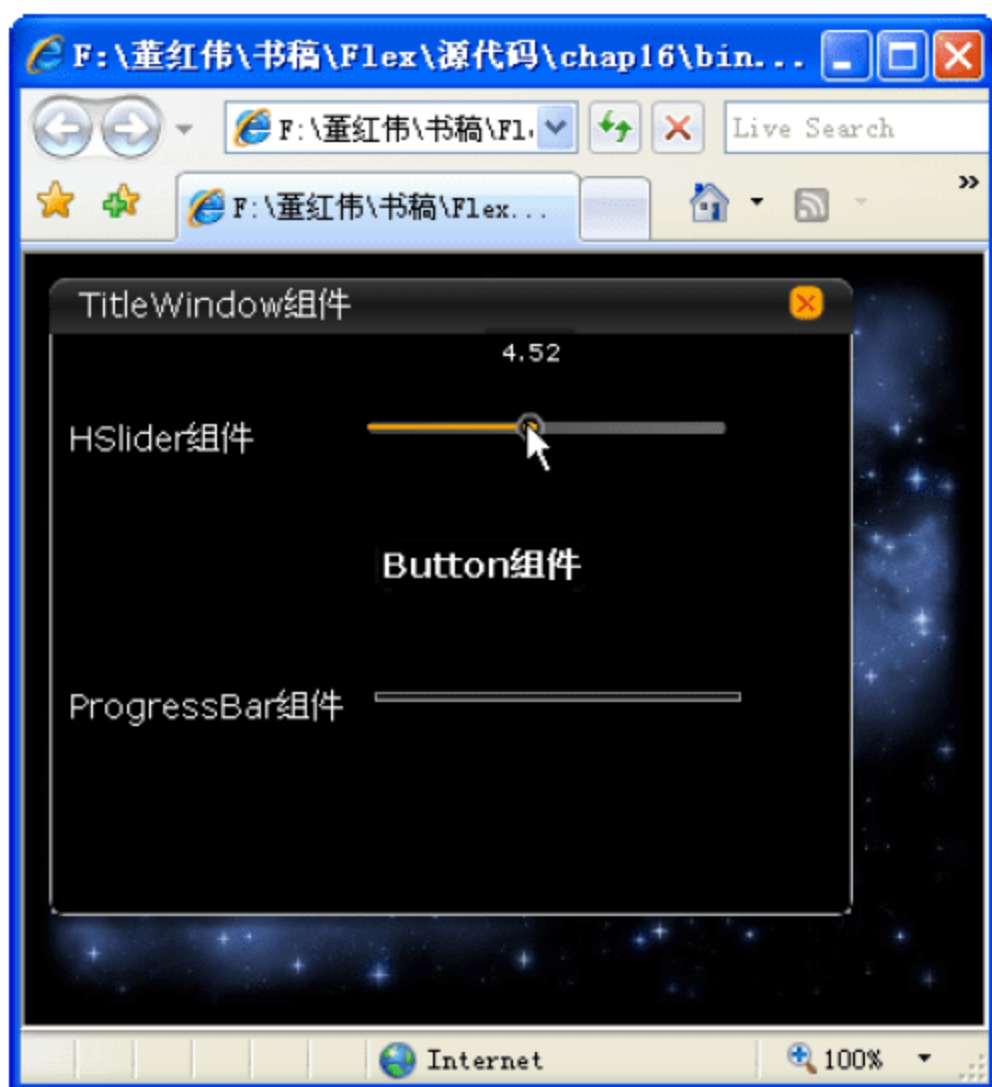 F:\董红伟\书稿\Flex\源代码\chap16\bin...
F:\董红伟\书稿\Fl
Live Search
F:\董红伟\书稿\Flex...
TitleWindow组件
4.52
HSlider组件
Button组件
ProgressBar组件
Internet
100%